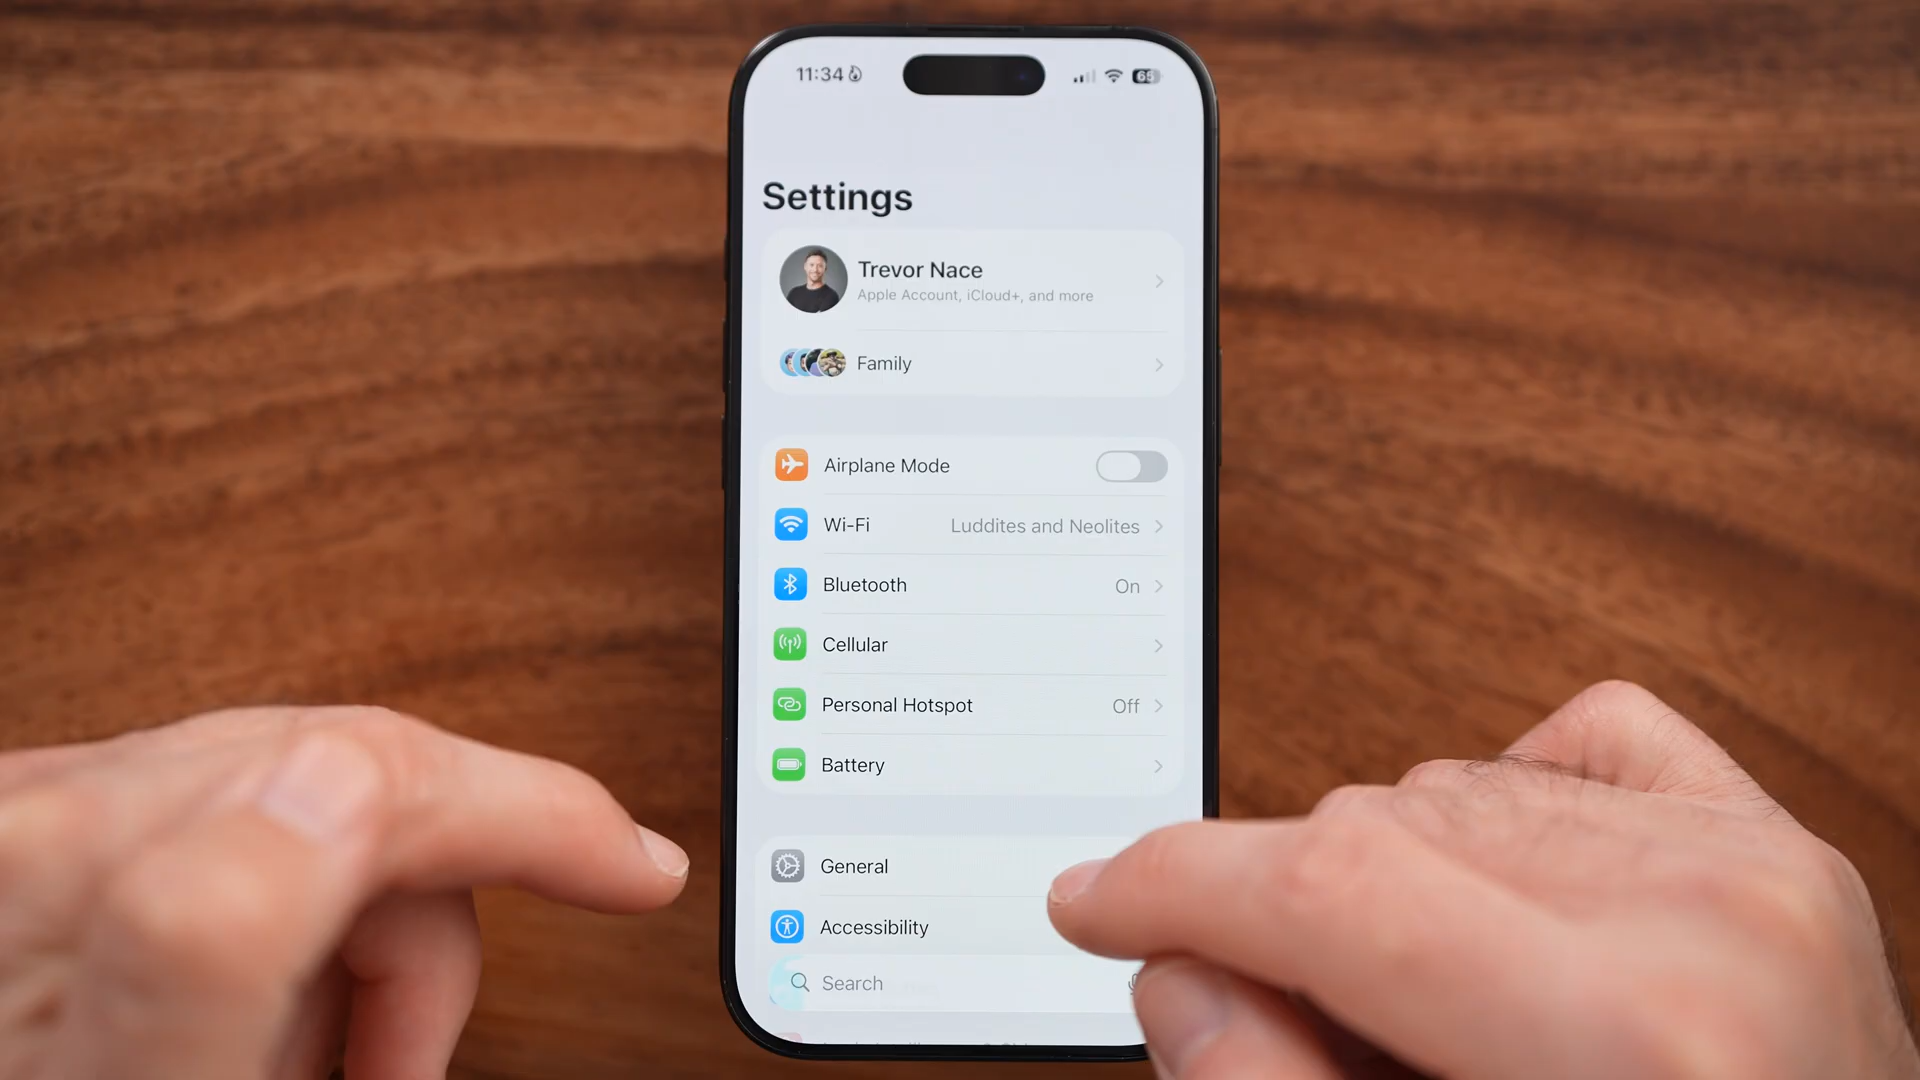 11:34
65
Settings
Trevor Nace
Apple Account, iCloud+, and more
Family
Airplane Mode
Wi-Fi Luddites and Neolites
Bluetooth On
Cellular
Personal Hotspot Off
Battery
General
Accessibility
Search